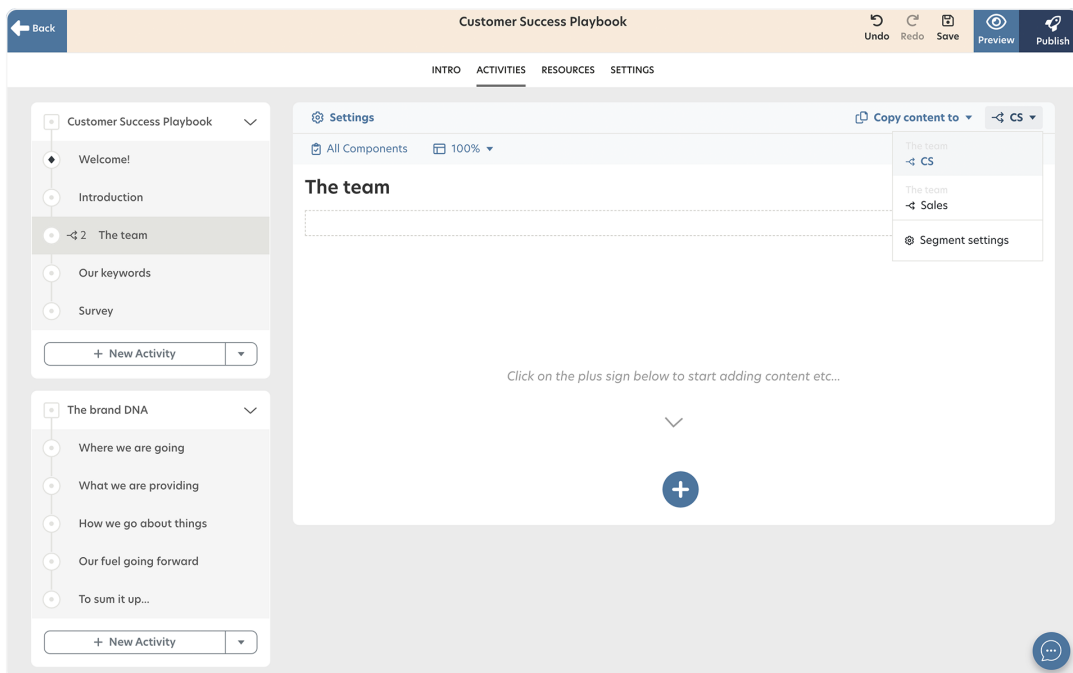 Back
Customer Success Playbook
Undo
Redo
Save
Preview
Publish
INTRO ACTIVITIES RESOURCES SETTINGS
Customer Success Playbook
Welcome!
Introduction
2 The team
Our keywords
Survey
+ New Activity
The brand DNA
Where we are going
What we are providing
How we go about things
Our fuel going forward
To sum it up...
+ New Activity
Settings
Copy content to
CS
All Components
100%
The team
CS
The team
Sales
Segment settings
The team
Click on the plus sign below to start adding content etc...